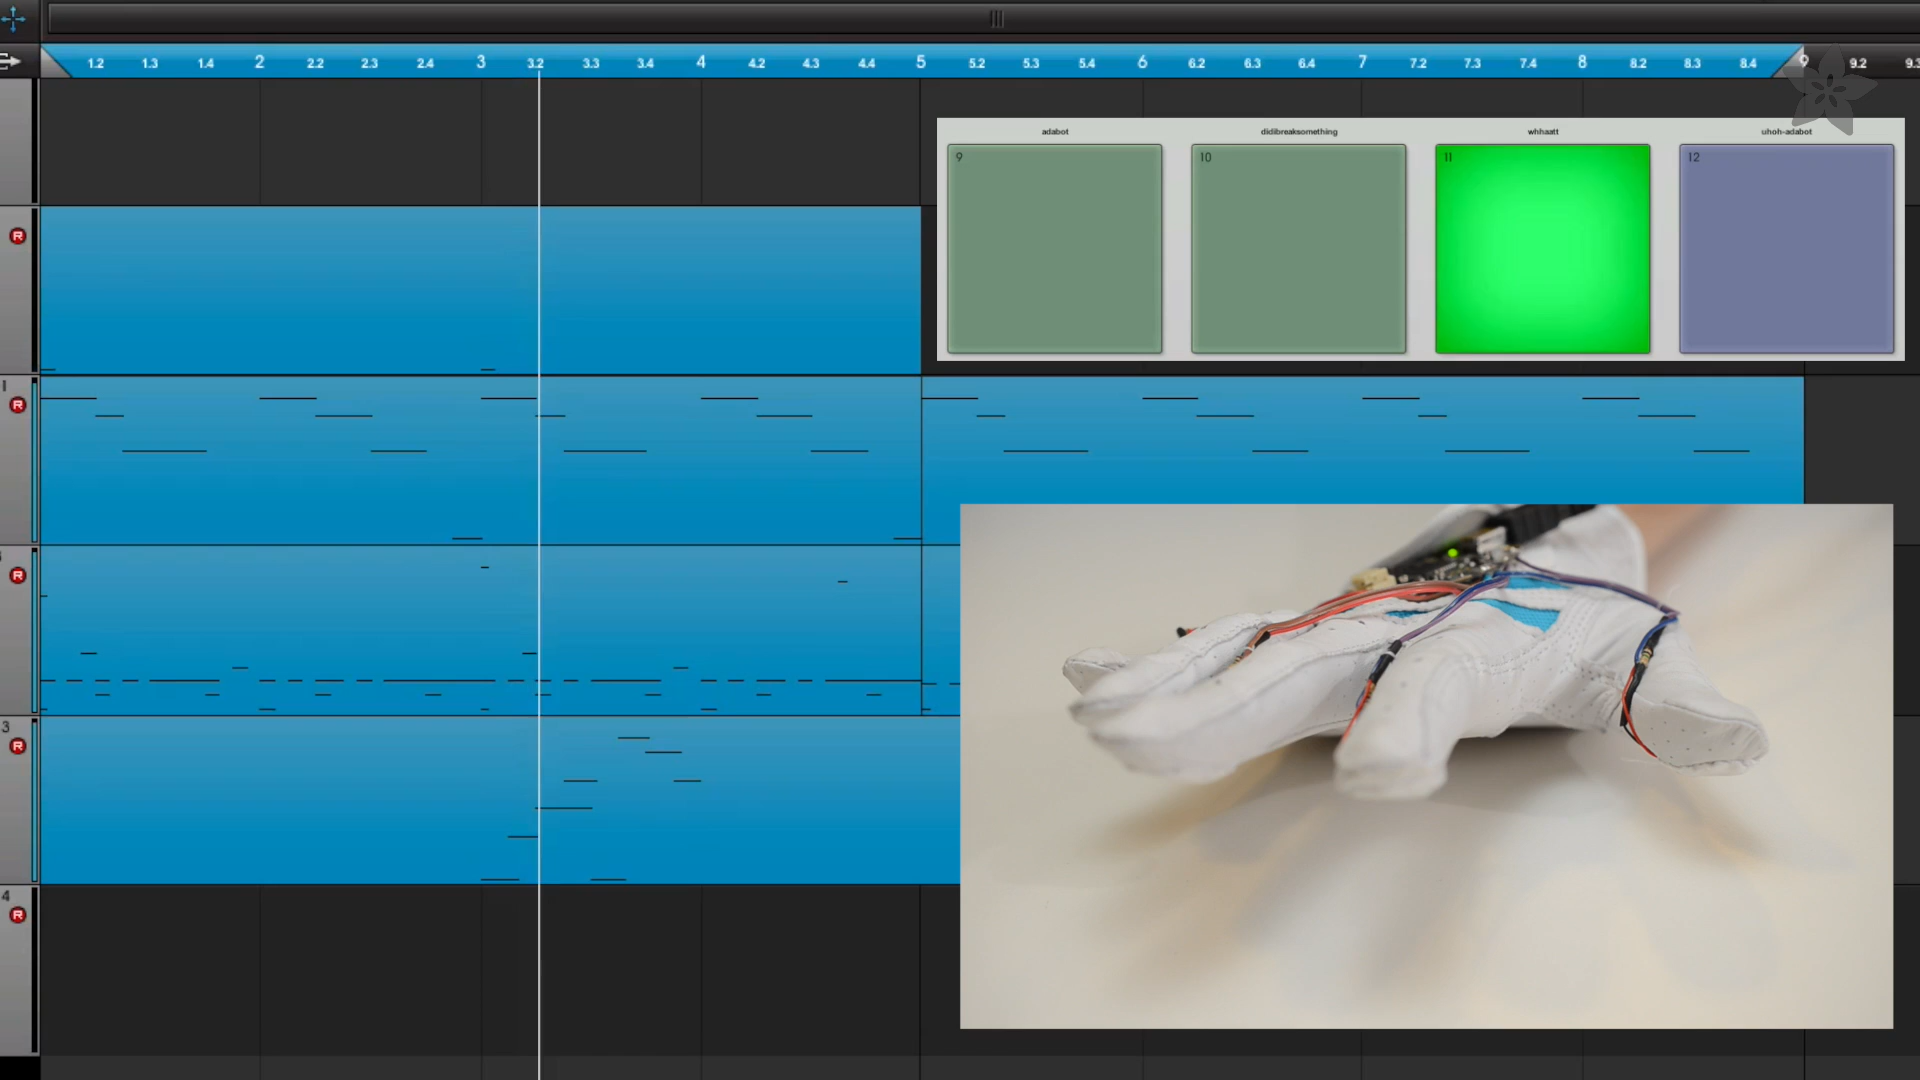 1.2 1.3 1.4 2 2.2 2.3 2.4 3 3.2 3.3 3.4 4 4.2 4.3 4.4 5 5.2 5.3 5.4 6 6.2 6.3 6.4 7 7.2 7.3 7.4 8 8.2 8.3 8.4 9 9.2 9.3
adabot didibreaksomething whhaatt uhoh-adabot
9 10 11 12
R
1
R
R
3
R
4
R